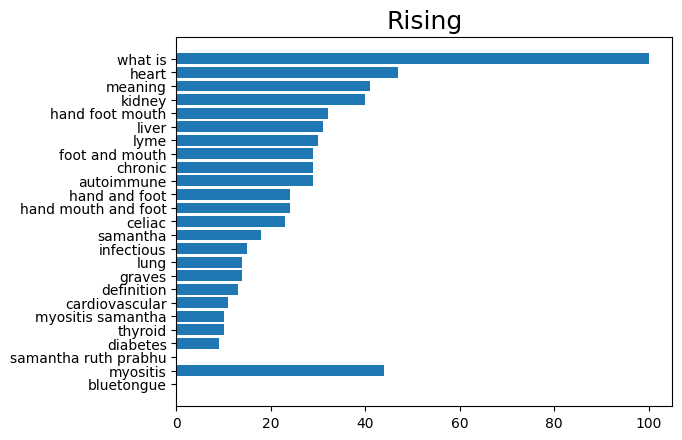 Rising
what is
heart
meaning
kidney
hand foot mouth
liver
lyme
foot and mouth
chronic
autoimmune
hand and foot
hand mouth and foot
celiac
samantha
infectious
lung
graves
definition
cardiovascular
myositis samantha
thyroid
diabetes
samantha ruth prabhu
myositis
bluetongue
0 20 40 60 80 100